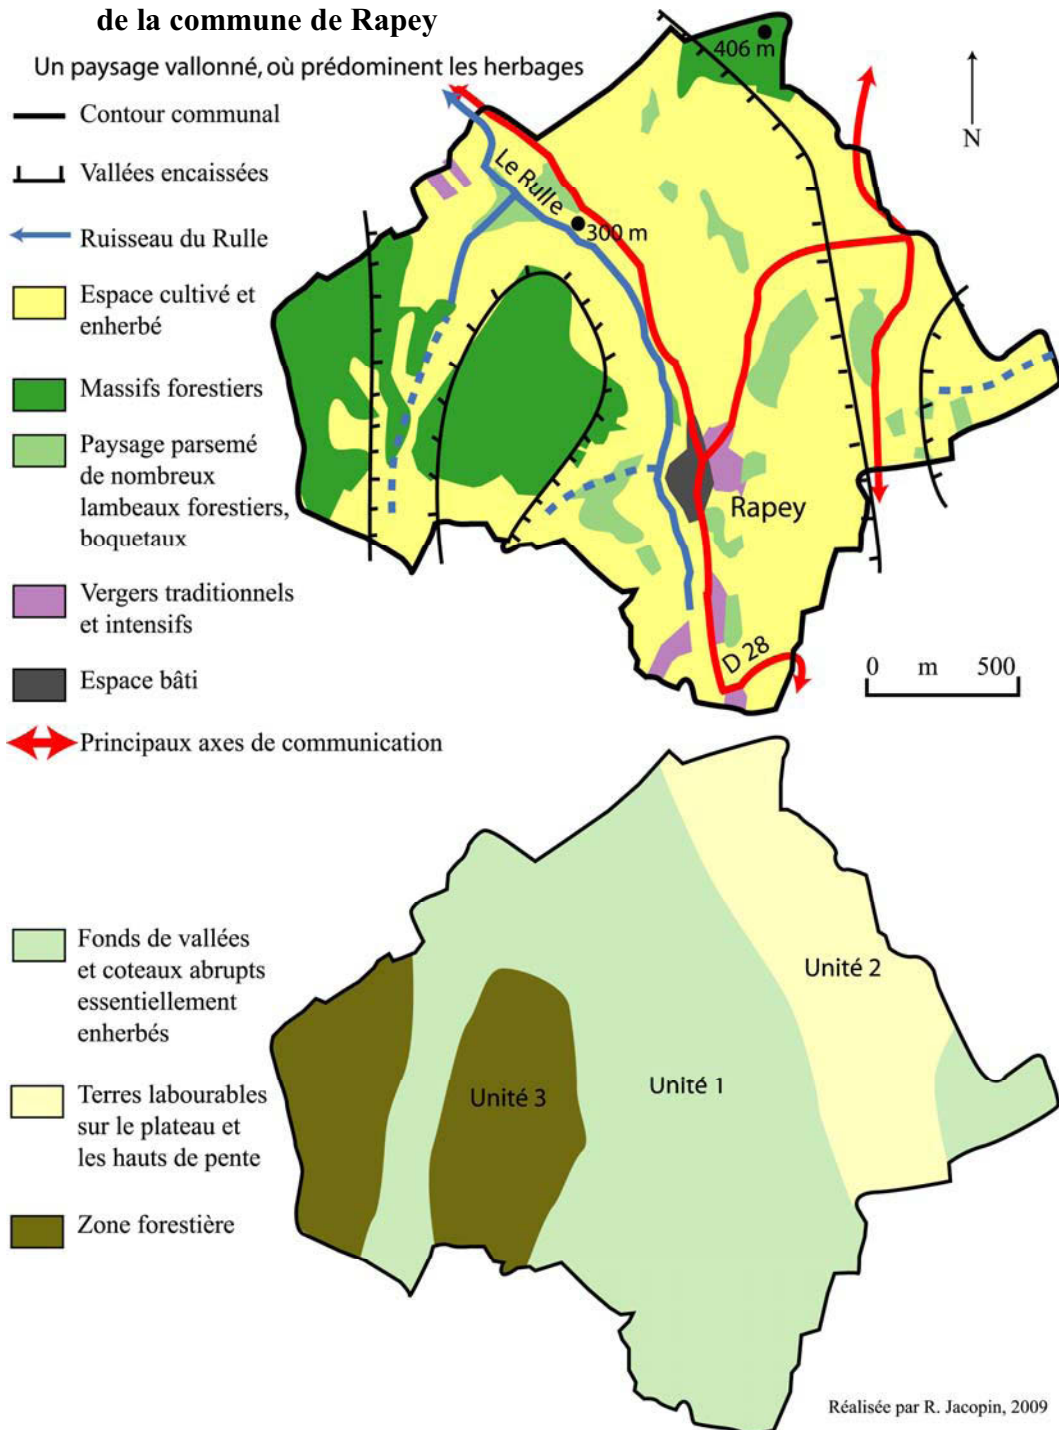 de la commune de Rapey
Un paysage vallonné, où prédominent les herbages
Contour communal
Vallées encaissées
Ruisseau du Rulle
Espace cultivé et
enherbé
Massifs forestiers
Paysage parsemé
de nombreux
lambeaux forestiers,
boquetaux
Vergers traditionnels
et intensifs
Espace bâti
Principaux axes de communication
406 m
N
Le Rulle
300 m
Rapey
D 28
0 m 500
Fonds de vallées
et coteaux abrupts
essentiellement
enherbés
Terres labourables
sur le plateau et
les hauts de pente
Zone forestière
Unité 2
Unité 3
Unité 1
Réalisée par R. Jacopin, 2009